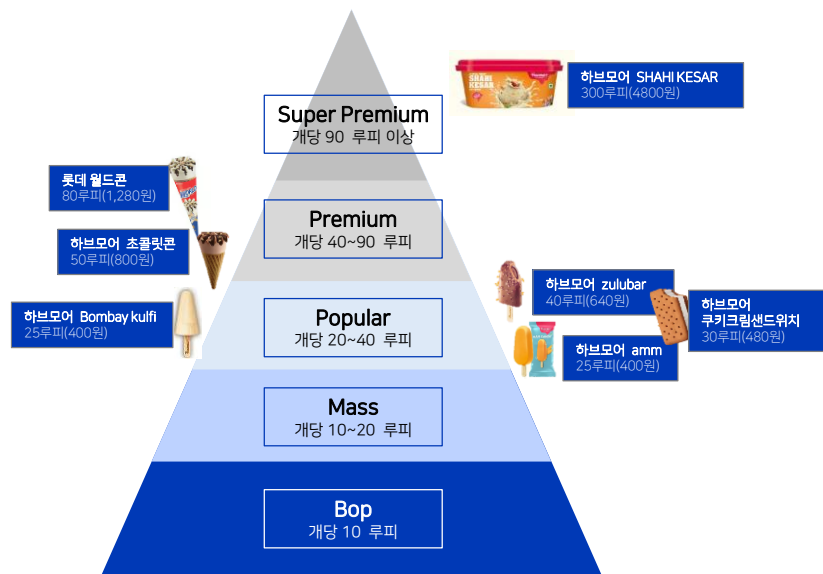 하브모어 SHAHI KESAR
300루피(4800원)
SHAHI
KESAR
Super Premium
개당 90 루피 이상
롯데 월드콘
80루피(1,280원)
Premium
개당 40~90 루피
하브모어 초콜릿콘
50루피(800원)
하브모어 zulubar
40루피(640원)
하브모어
쿠키크림샌드위치
30루피(480원)
하브모어 Bombay kulfi
25루피(400원)
Popular
개당 20~40 루피
하브모어 amm
25루피(400원)
Mass
개당 10~20 루피
Bop
개당 10 루피